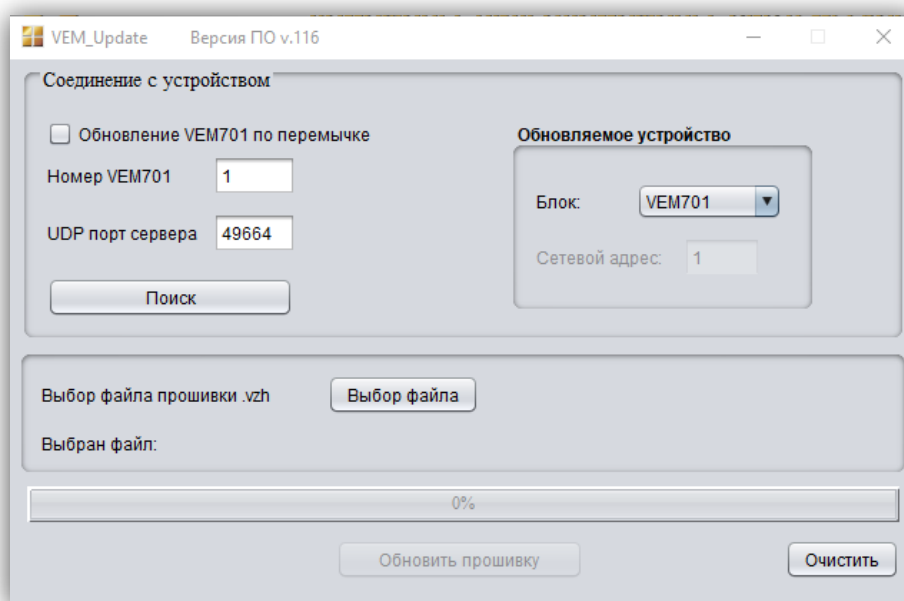 VEM_Update Версия ПО v.116
Соединение с устройством
Обновление VEM701 по перемычке
Номер VEM701 1
UDP порт сервера 49664
Поиск
Обновляемое устройство
Блок: VEM701
Сетевой адрес: 1
Выбор файла прошивки .vzh Выбор файла
Выбран файл:
0%
Обновить прошивку Очистить